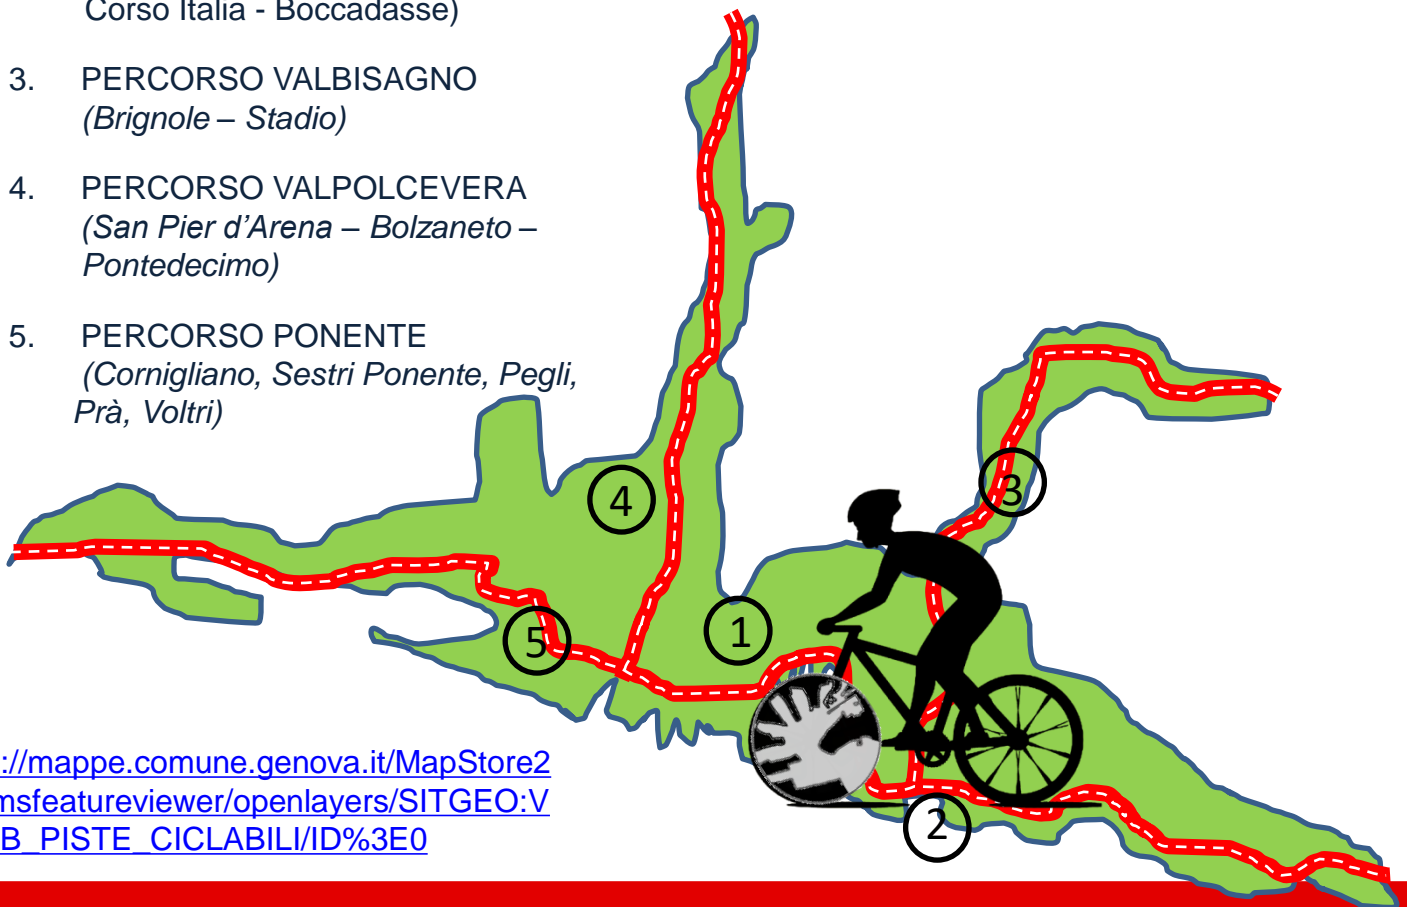 Corso Italia - Boccadasse)
3. PERCORSO VALBISAGNO
(Brignole – Stadio)
4. PERCORSO VALPOLCEVERA
(San Pier d’Arena – Bolzaneto –
Pontedecimo)
5. PERCORSO PONENTE
(Cornigliano, Sestri Ponente, Pegli,
Prà, Voltri)
4
3
1
5
2
://mappe.comune.genova.it/MapStore2
msfeatureviewer/openlayers/SITGEO:V
B_PISTE_CICLABILI/ID%3E0